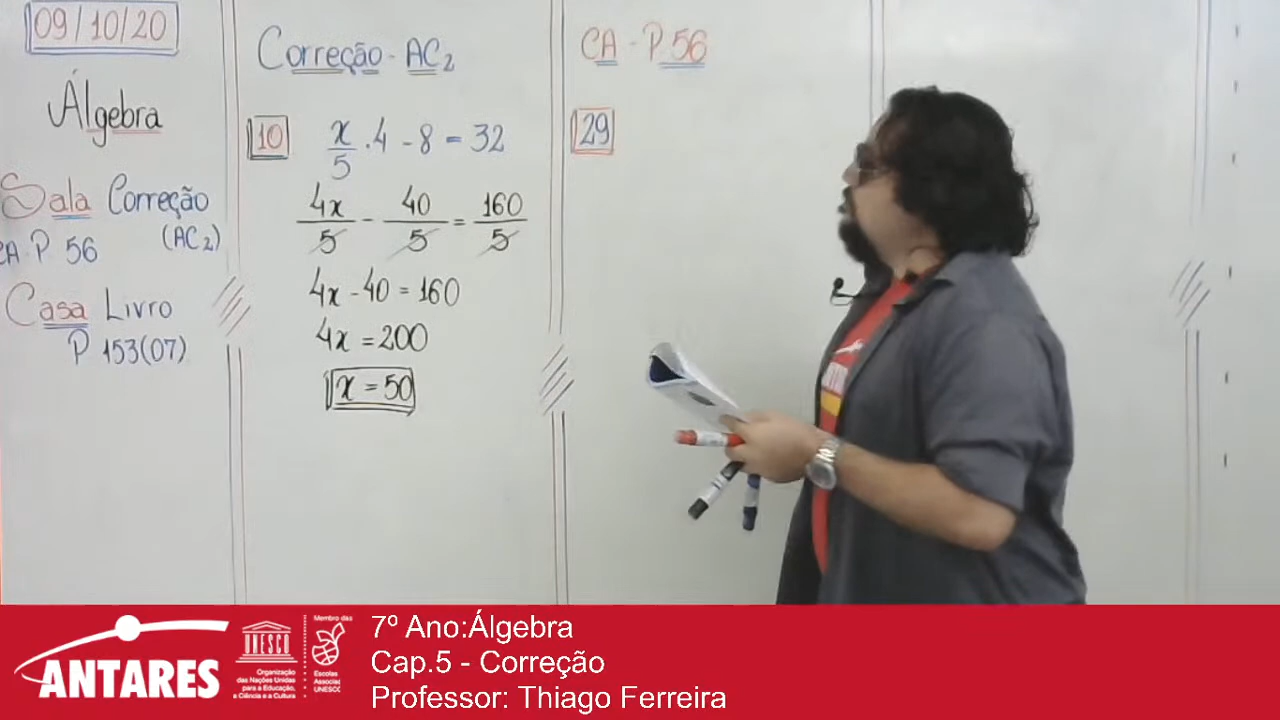 09/10/20
Álgebra
Sala Correção
(AC2)
CA-P 56
Casa Livro
P 153(07)
Correção - AC2
10
x/5 . 4 - 8 = 32
4x/5 - 40/5 = 160/5
4x - 40 = 160
4x = 200
x = 50
CA - P. 56
29
ANTARES
UNESCO
Organização
das Nações Unidas
para a Educação,
a Ciência e a Cultura
Membro das
Escolas
Associadas
UNESCO
7º Ano:Álgebra
Cap.5 - Correção
Professor: Thiago Ferreira